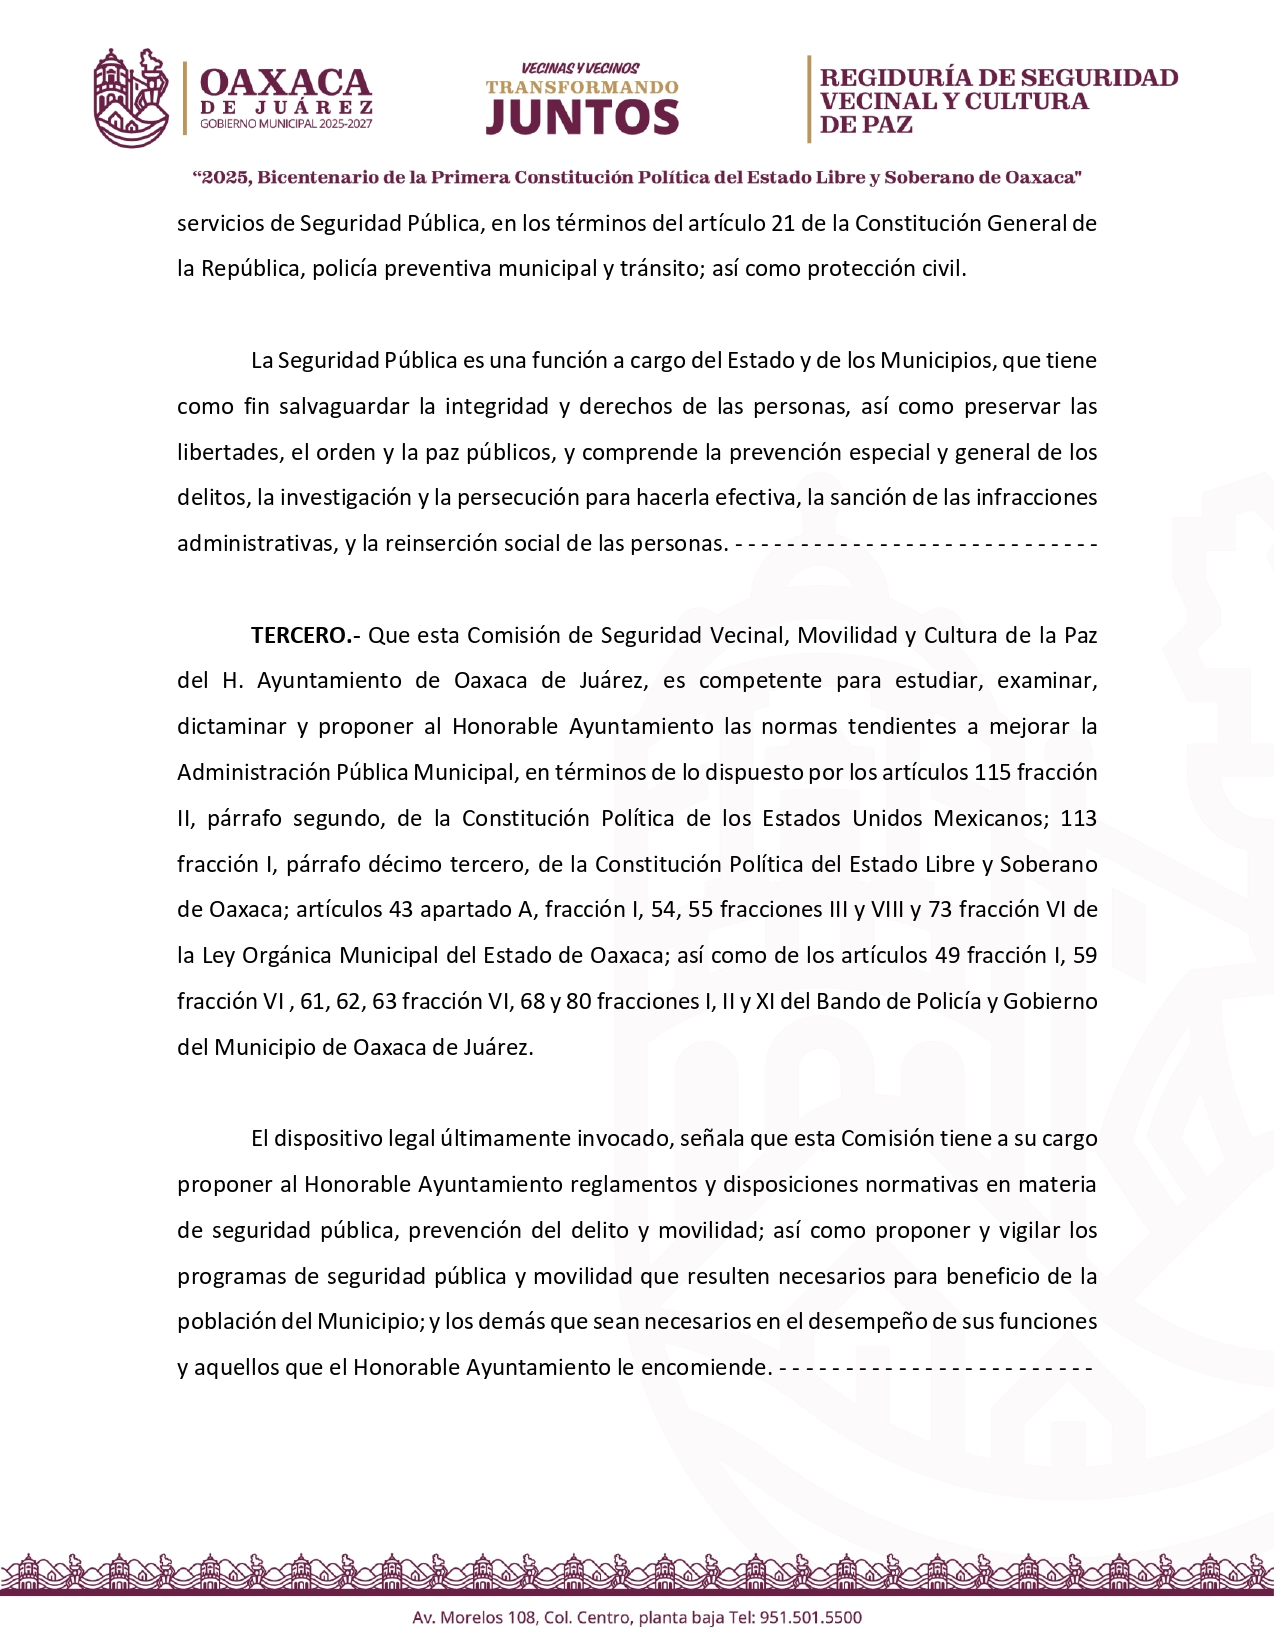 OAXACA
DE JUÁREZ
GOBIERNO MUNICIPAL 2025-2027
VECINAS Y VECINOS
TRANSFORMANDO
JUNTOS
REGIDURÍA DE SEGURIDAD
VECINAL Y CULTURA
DE PAZ
“2025, Bicentenario de la Primera Constitución Política del Estado Libre y Soberano de Oaxaca"
servicios de Seguridad Pública, en los términos del artículo 21 de la Constitución General de
la República, policía preventiva municipal y tránsito; así como protección civil.
La Seguridad Pública es una función a cargo del Estado y de los Municipios, que tiene
como fin salvaguardar la integridad y derechos de las personas, así como preservar las
libertades, el orden y la paz públicos, y comprende la prevención especial y general de los
delitos, la investigación y la persecución para hacerla efectiva, la sanción de las infracciones
administrativas, y la reinserción social de las personas. - - - - - - - - - - - - - - - - - - - - - - - - - - - -
TERCERO.- Que esta Comisión de Seguridad Vecinal, Movilidad y Cultura de la Paz
del H. Ayuntamiento de Oaxaca de Juárez, es competente para estudiar, examinar,
dictaminar y proponer al Honorable Ayuntamiento las normas tendientes a mejorar la
Administración Pública Municipal, en términos de lo dispuesto por los artículos 115 fracción
II, párrafo segundo, de la Constitución Política de los Estados Unidos Mexicanos; 113
fracción I, párrafo décimo tercero, de la Constitución Política del Estado Libre y Soberano
de Oaxaca; artículos 43 apartado A, fracción I, 54, 55 fracciones III y VIII y 73 fracción VI de
la Ley Orgánica Municipal del Estado de Oaxaca; así como de los artículos 49 fracción I, 59
fracción VI , 61, 62, 63 fracción VI, 68 y 80 fracciones I, II y XI del Bando de Policía y Gobierno
del Municipio de Oaxaca de Juárez.
El dispositivo legal últimamente invocado, señala que esta Comisión tiene a su cargo
proponer al Honorable Ayuntamiento reglamentos y disposiciones normativas en materia
de seguridad pública, prevención del delito y movilidad; así como proponer y vigilar los
programas de seguridad pública y movilidad que resulten necesarios para beneficio de la
población del Municipio; y los demás que sean necesarios en el desempeño de sus funciones
y aquellos que el Honorable Ayuntamiento le encomiende. - - - - - - - - - - - - - - - - - - - - - - - -
Av. Morelos 108, Col. Centro, planta baja Tel: 951.501.5500